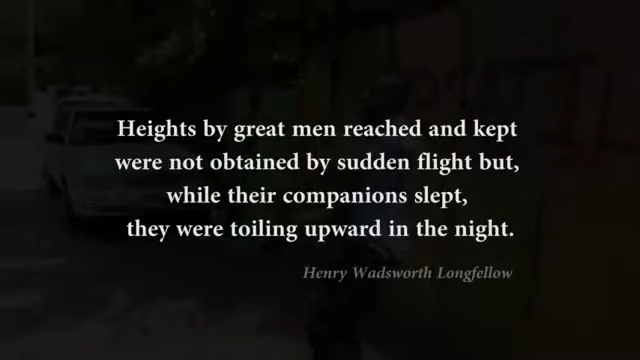 Heights by great men reached and kept
were not obtained by sudden flight but,
while their companions slept,
they were toiling upward in the night.
Henry Wadsworth Longfellow